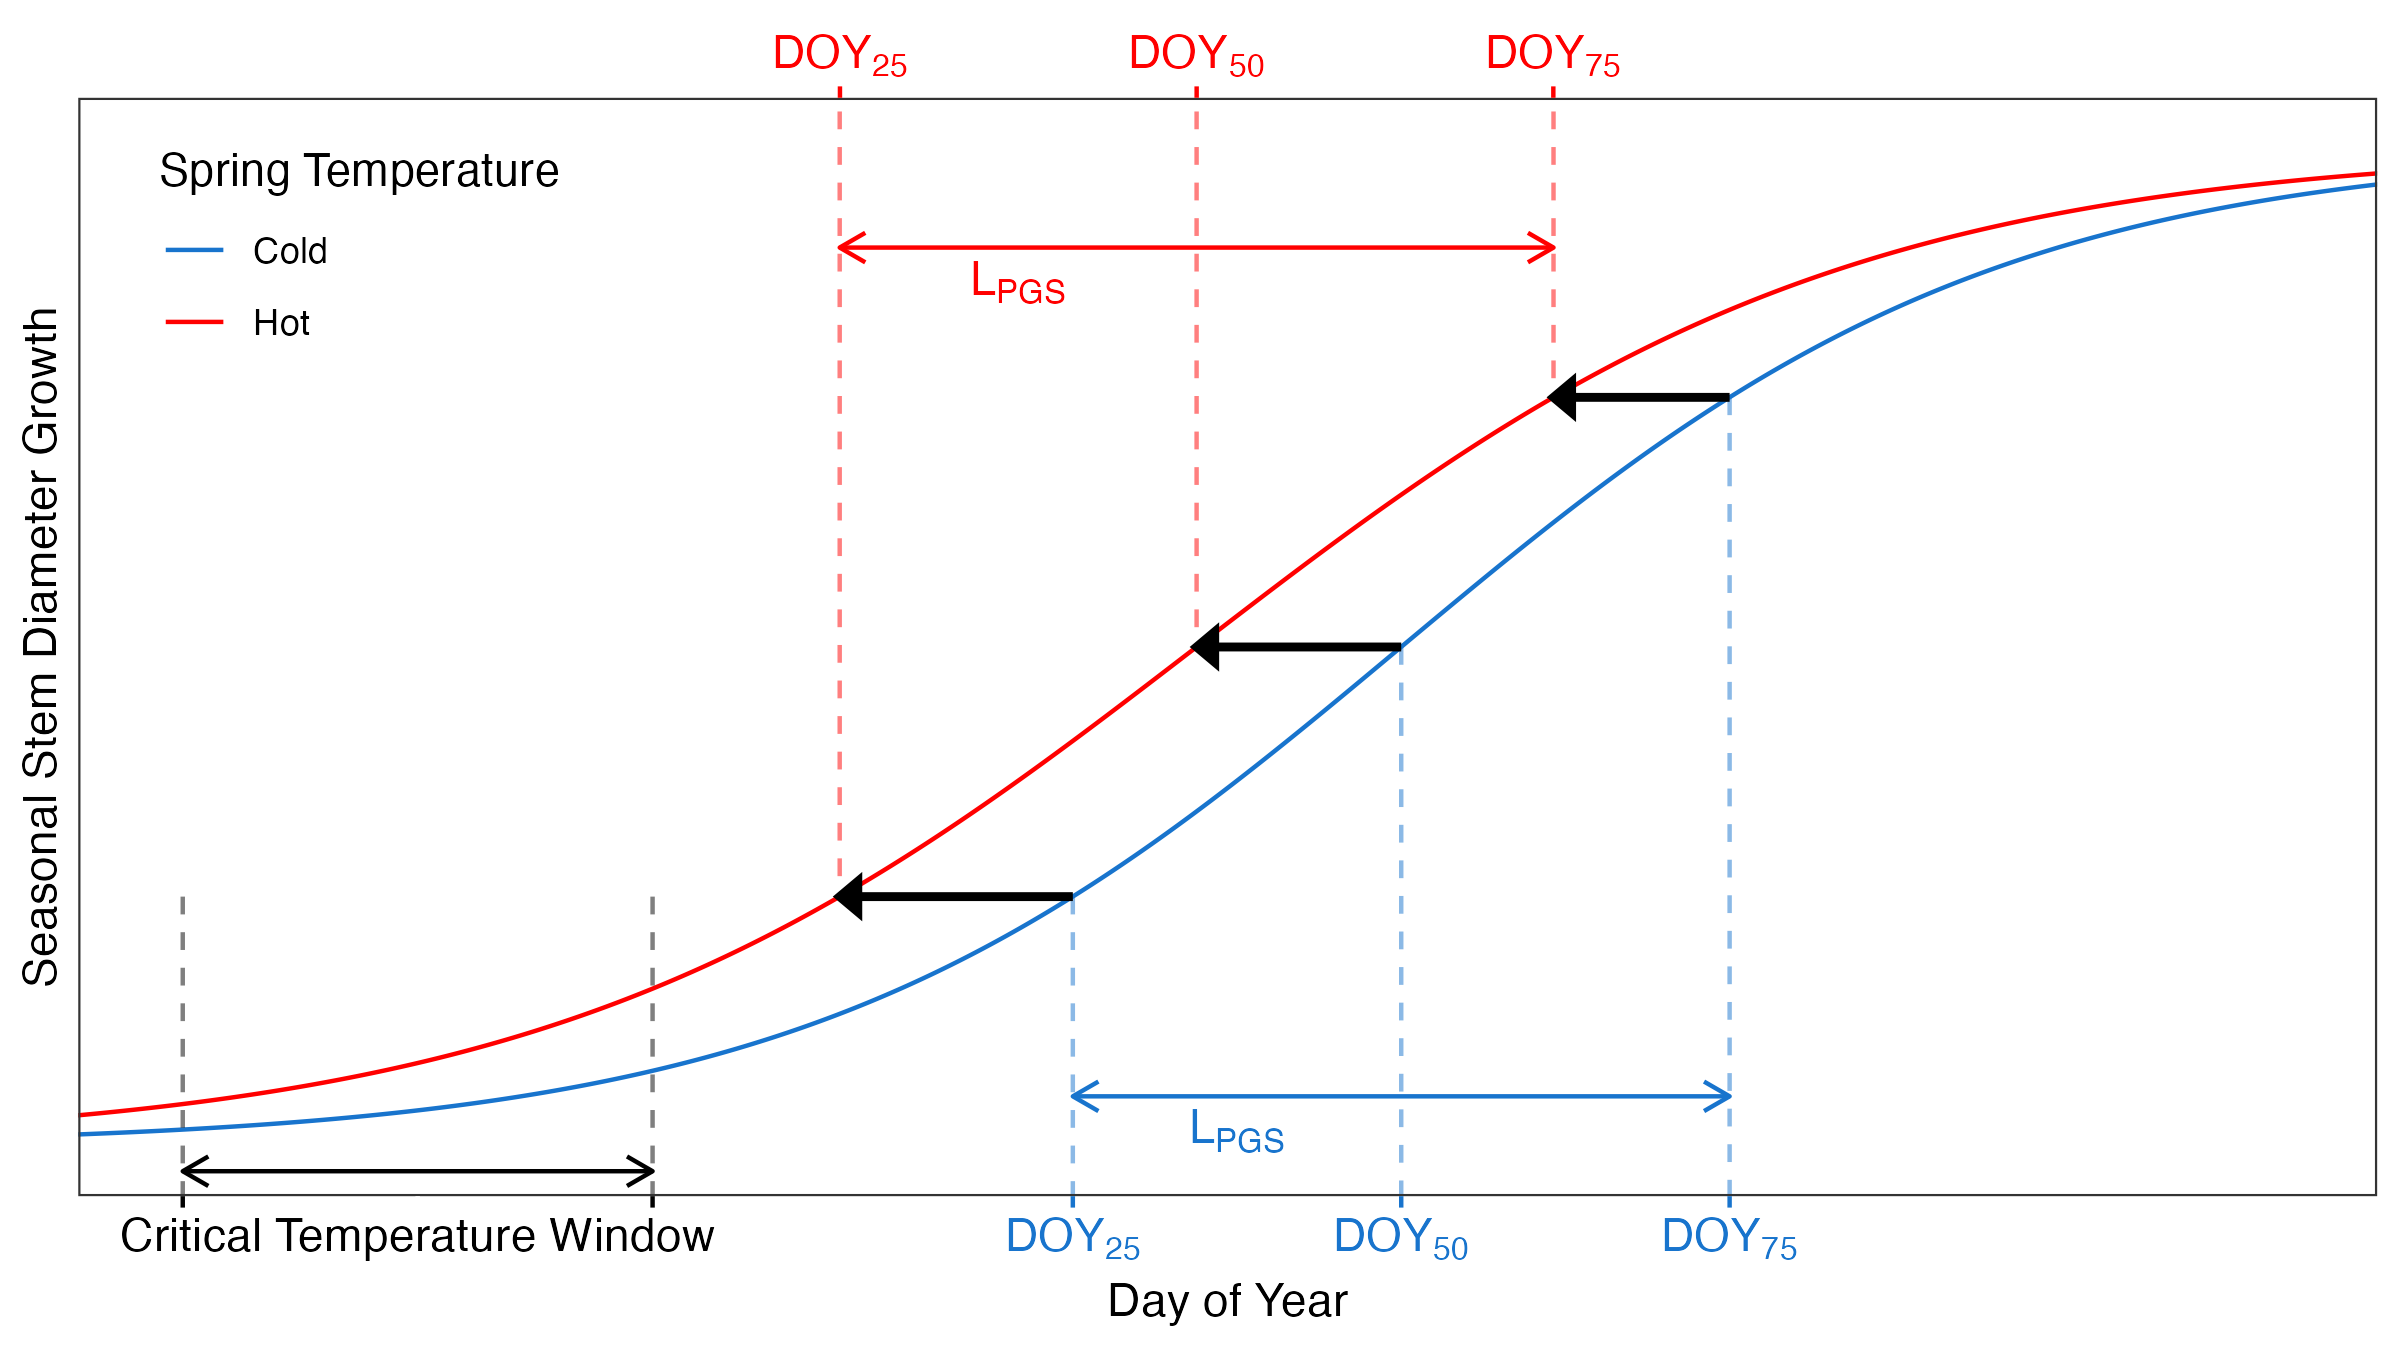 DOY25 DOY50 DOY75
Spring Temperature
Cold
Hot
LPGS
Seasonal Stem Diameter Growth
LPGS
Critical Temperature Window DOY25 DOY50 DOY75
Day of Year